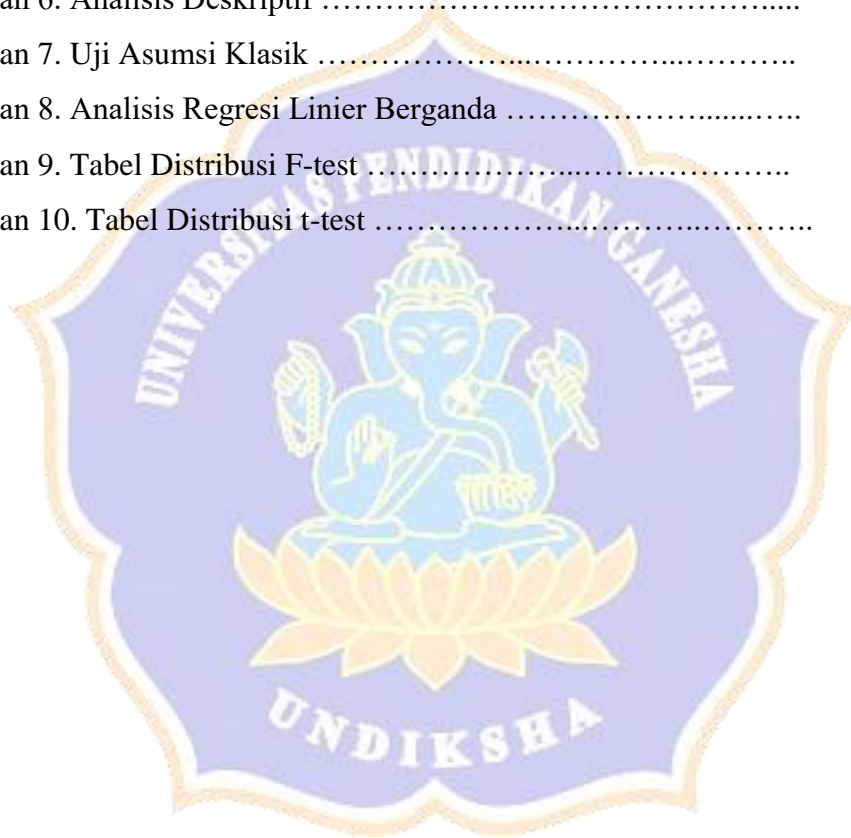 an 6. Analisis Deskriptif …………………...…………………….....
an 7. Uji Asumsi Klasik …………………..…………...………..
an 8. Analisis Regresi Linier Berganda ………………….......…..
an 9. Tabel Distribusi F-test …………………...………………..
an 10. Tabel Distribusi t-test ………………...………..………..
UNIVERSITAS PENDIDIKAN GANESHA
UNDIKSHA